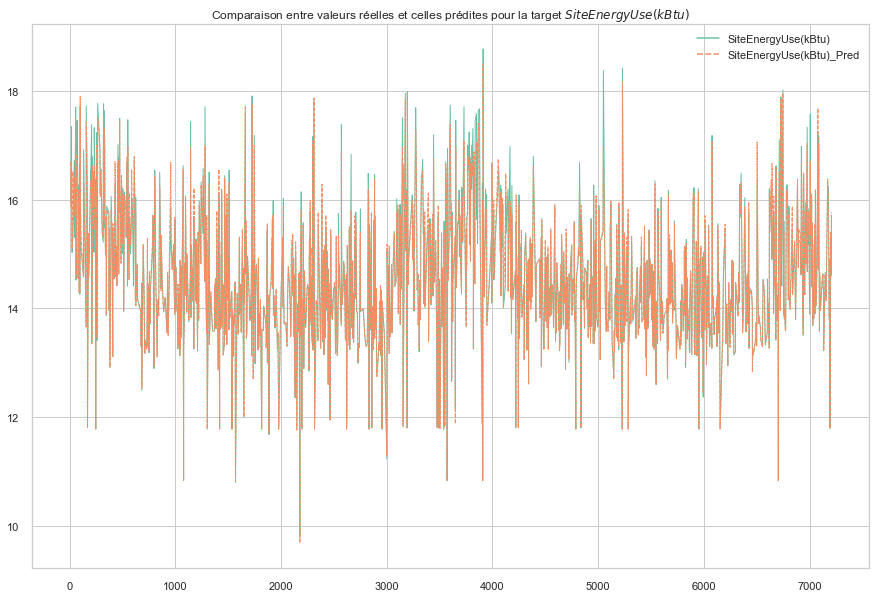 Comparaison entre valeurs réelles et celles prédites pour la target SiteEnergyUse(kBtu)
SiteEnergyUse(kBtu)
SiteEnergyUse(kBtu)_Pred
18
16
14
12
10
0 1000 2000 3000 4000 5000 6000 7000